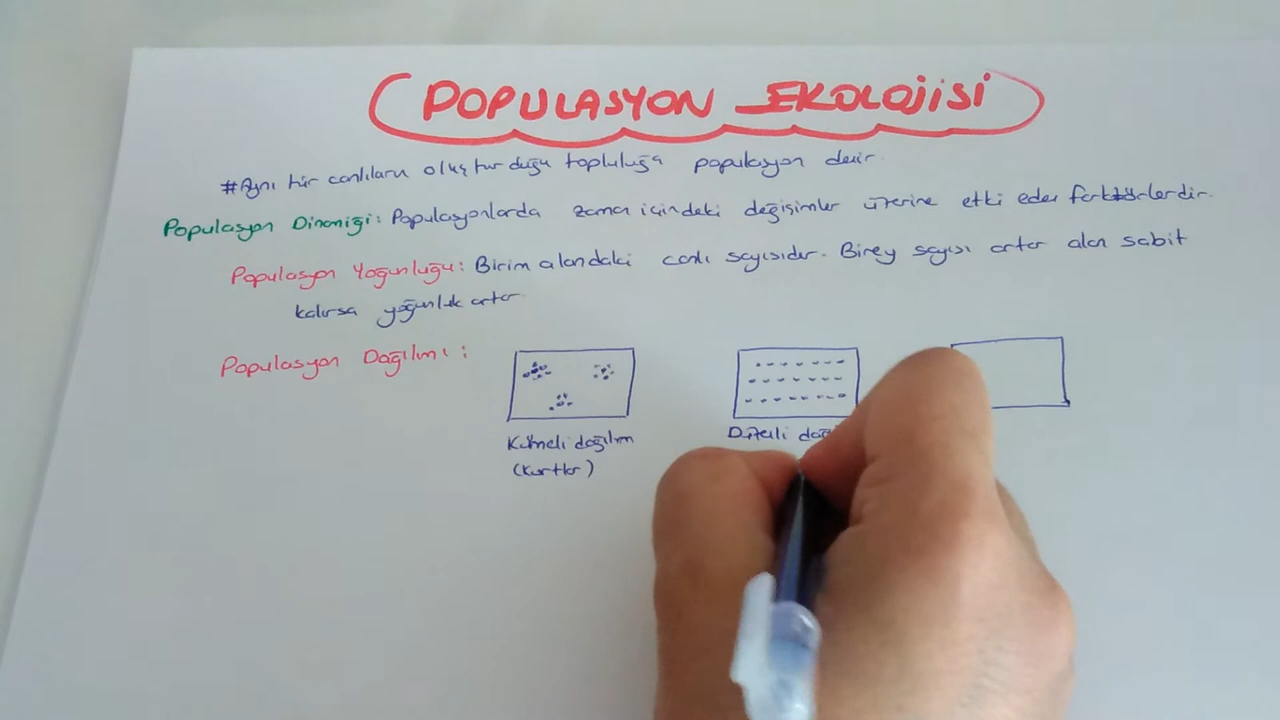 POPULASYON EKOLOJİSİ
#Aynı tür canlıların oluşturduğu topluluğa populasyon denir.
Populasyon Dinamiği: Populasyonlarda zaman içindeki değişimler üzerine etki eden faktörlerdir.
Populasyon Yoğunluğu: Birim alandaki canlı sayısıdır. Birey sayısı artar alan sabit
kalırsa yoğunluk artar.
Populasyon Dağılımı:
Kümeli dağılım
Düzenli
(Kurtlar)